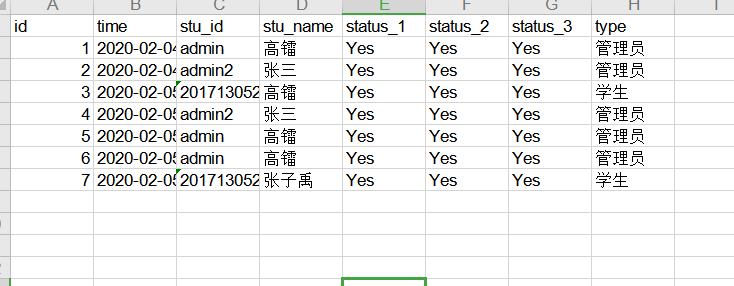 A B C D E F G H I
id time stu_id stu_name status_1 status_2 status_3 type
1 2020-02-04 admin 高镭 Yes Yes Yes 管理员
2 2020-02-04 admin2 张三 Yes Yes Yes 管理员
3 2020-02-05 201713052 高镭 Yes Yes Yes 学生
4 2020-02-05 admin2 张三 Yes Yes Yes 管理员
5 2020-02-05 admin 高镭 Yes Yes Yes 管理员
6 2020-02-05 admin 高镭 Yes Yes Yes 管理员
7 2020-02-05 201713052 张子禹 Yes Yes Yes 学生